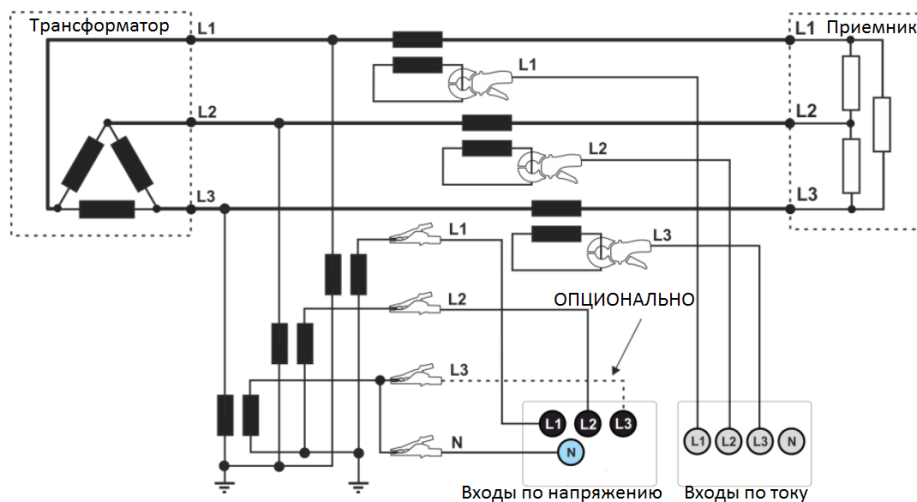 Трансформатор
L1
L1
Приемник
L1
L2
L2
L2
L3
L3
L3
L1
L2
ОПЦИОНАЛЬНО
L3
N
L1
L2
L3
N
L1
L2
L3
N
Входы по напряжению
Входы по току